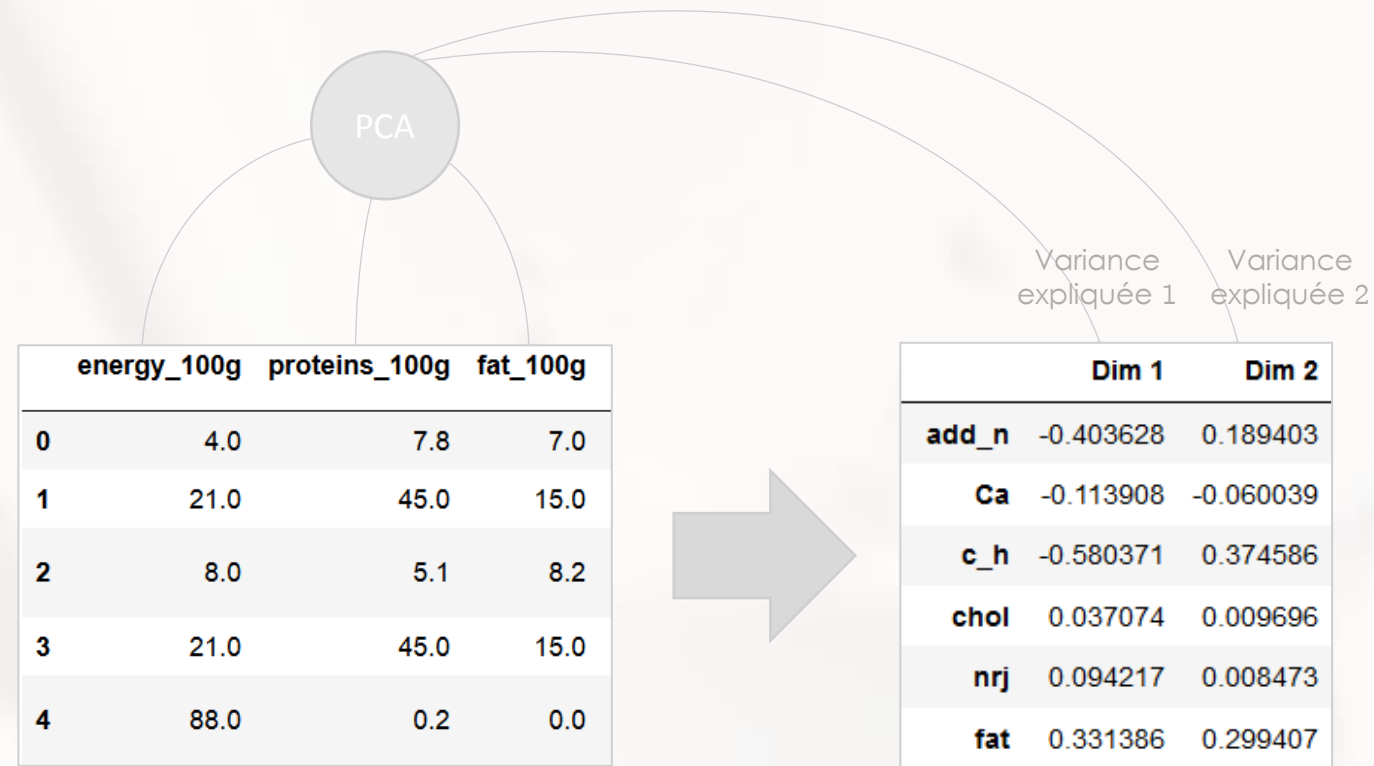 PCA
Variance expliquée 1
Variance expliquée 2
energy_100g proteins_100g fat_100g
0 4.0 7.8 7.0
1 21.0 45.0 15.0
2 8.0 5.1 8.2
3 21.0 45.0 15.0
4 88.0 0.2 0.0
Dim 1 Dim 2
add_n -0.403628 0.189403
Ca -0.113908 -0.060039
c_h -0.580371 0.374586
chol 0.037074 0.009696
nrj 0.094217 0.008473
fat 0.331386 0.299407